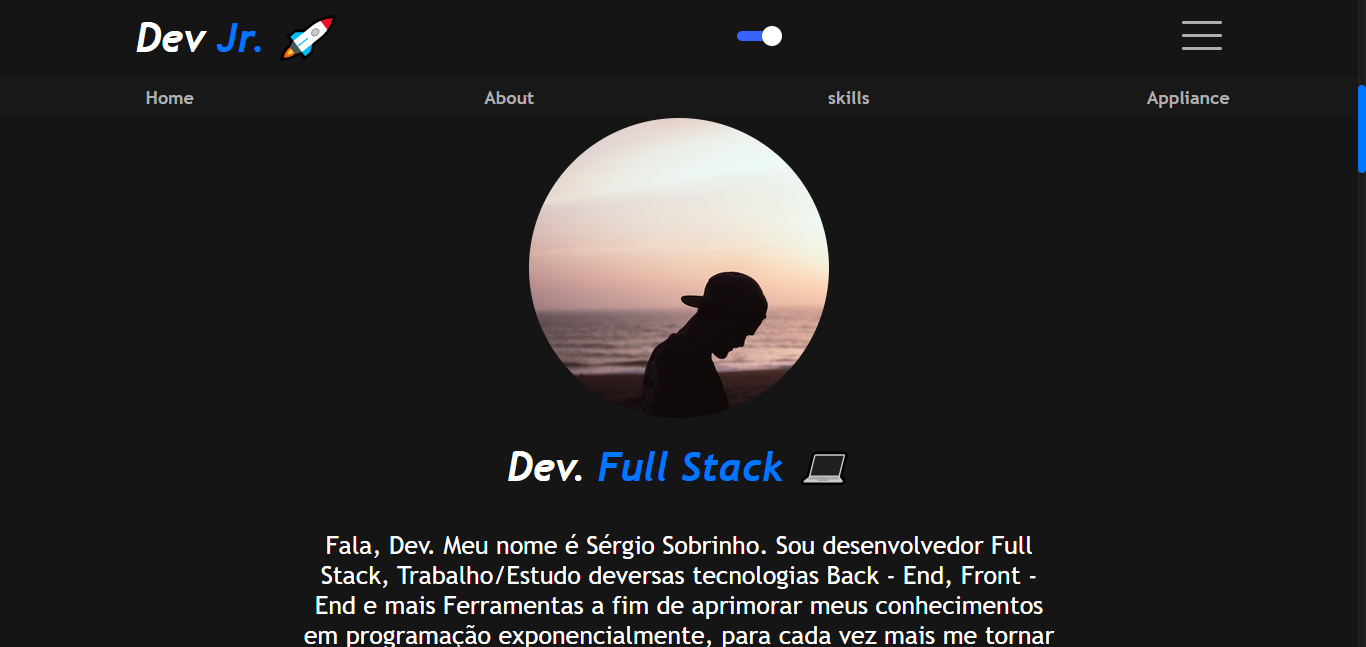 Dev Jr.
Home About skills Appliance
Dev. Full Stack
Fala, Dev. Meu nome é Sérgio Sobrinho. Sou desenvolvedor Full
Stack, Trabalho/Estudo deversas tecnologias Back - End, Front -
End e mais Ferramentas a fim de aprimorar meus conhecimentos
em programação exponencialmente, para cada vez mais me tornar